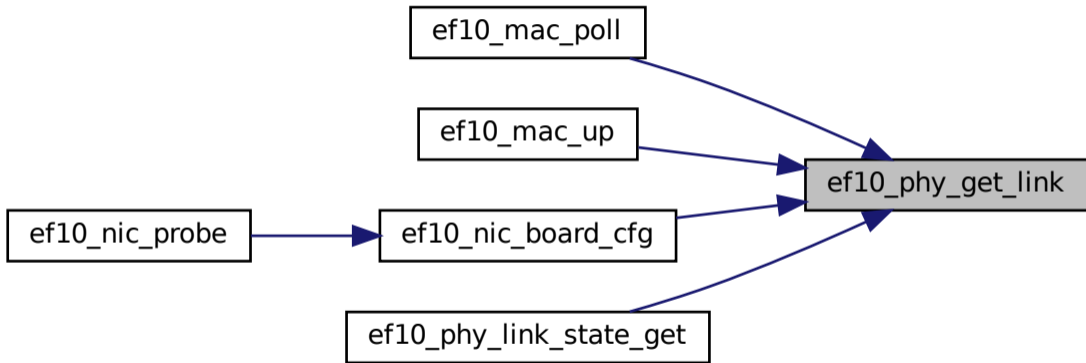 ef10_mac_poll
ef10_mac_up
ef10_phy_get_link
ef10_nic_probe
ef10_nic_board_cfg
ef10_phy_link_state_get